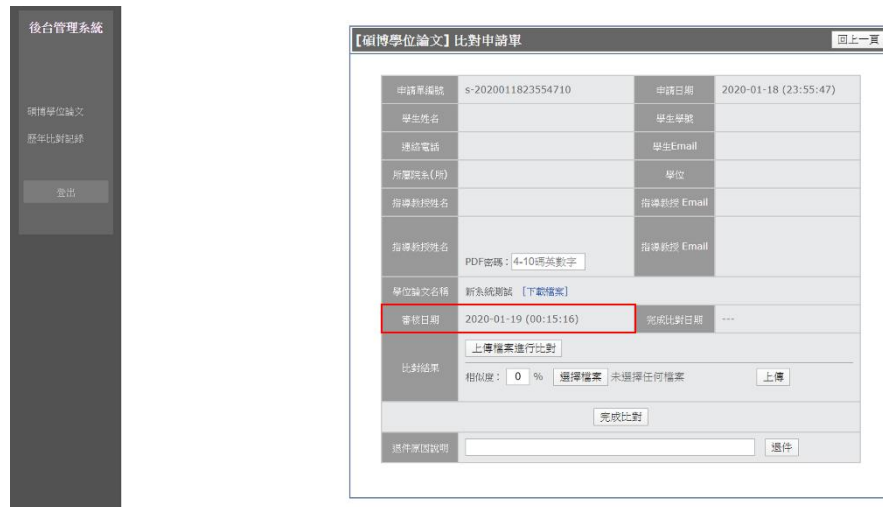 後台管理系統
碩博學位論文
歷年比對記錄
登出
【碩博學位論文】比對申請單
回上一頁
申請單編號 s-2020011823554710 申請日期 2020-01-18 (23:55:47)
學生姓名 學生學號
連絡電話 學生Email
所屬院系(所) 學位
指導教授姓名 指導教授 Email
指導教授姓名 指導教授 Email
PDF密碼：4-10碼英數字
學位論文名稱 新系統測試 [下載檔案]
審核日期 2020-01-19 (00:15:16) 完成比對日期 ---
上傳檔案進行比對
比對結果
相似度： 0 % 選擇檔案 未選擇任何檔案 上傳
完成比對
退件原因說明 退件